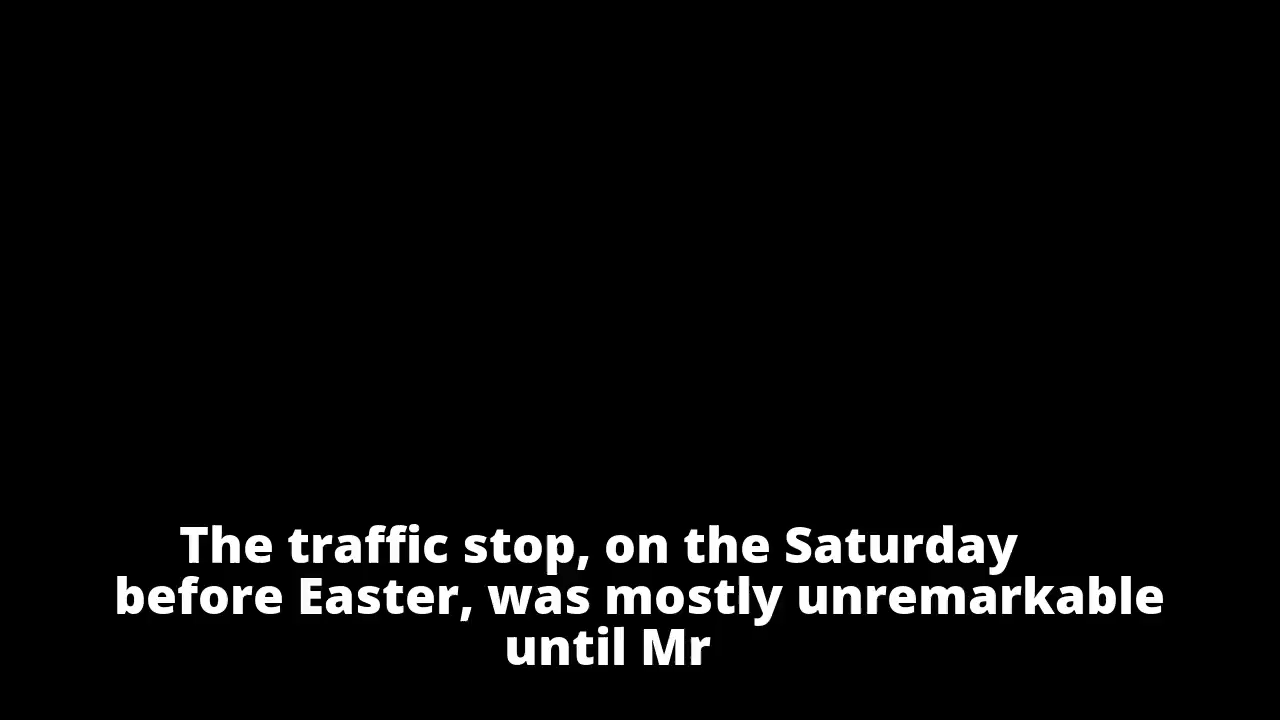 The traffic stop, on the Saturday
before Easter, was mostly unremarkable
until Mr